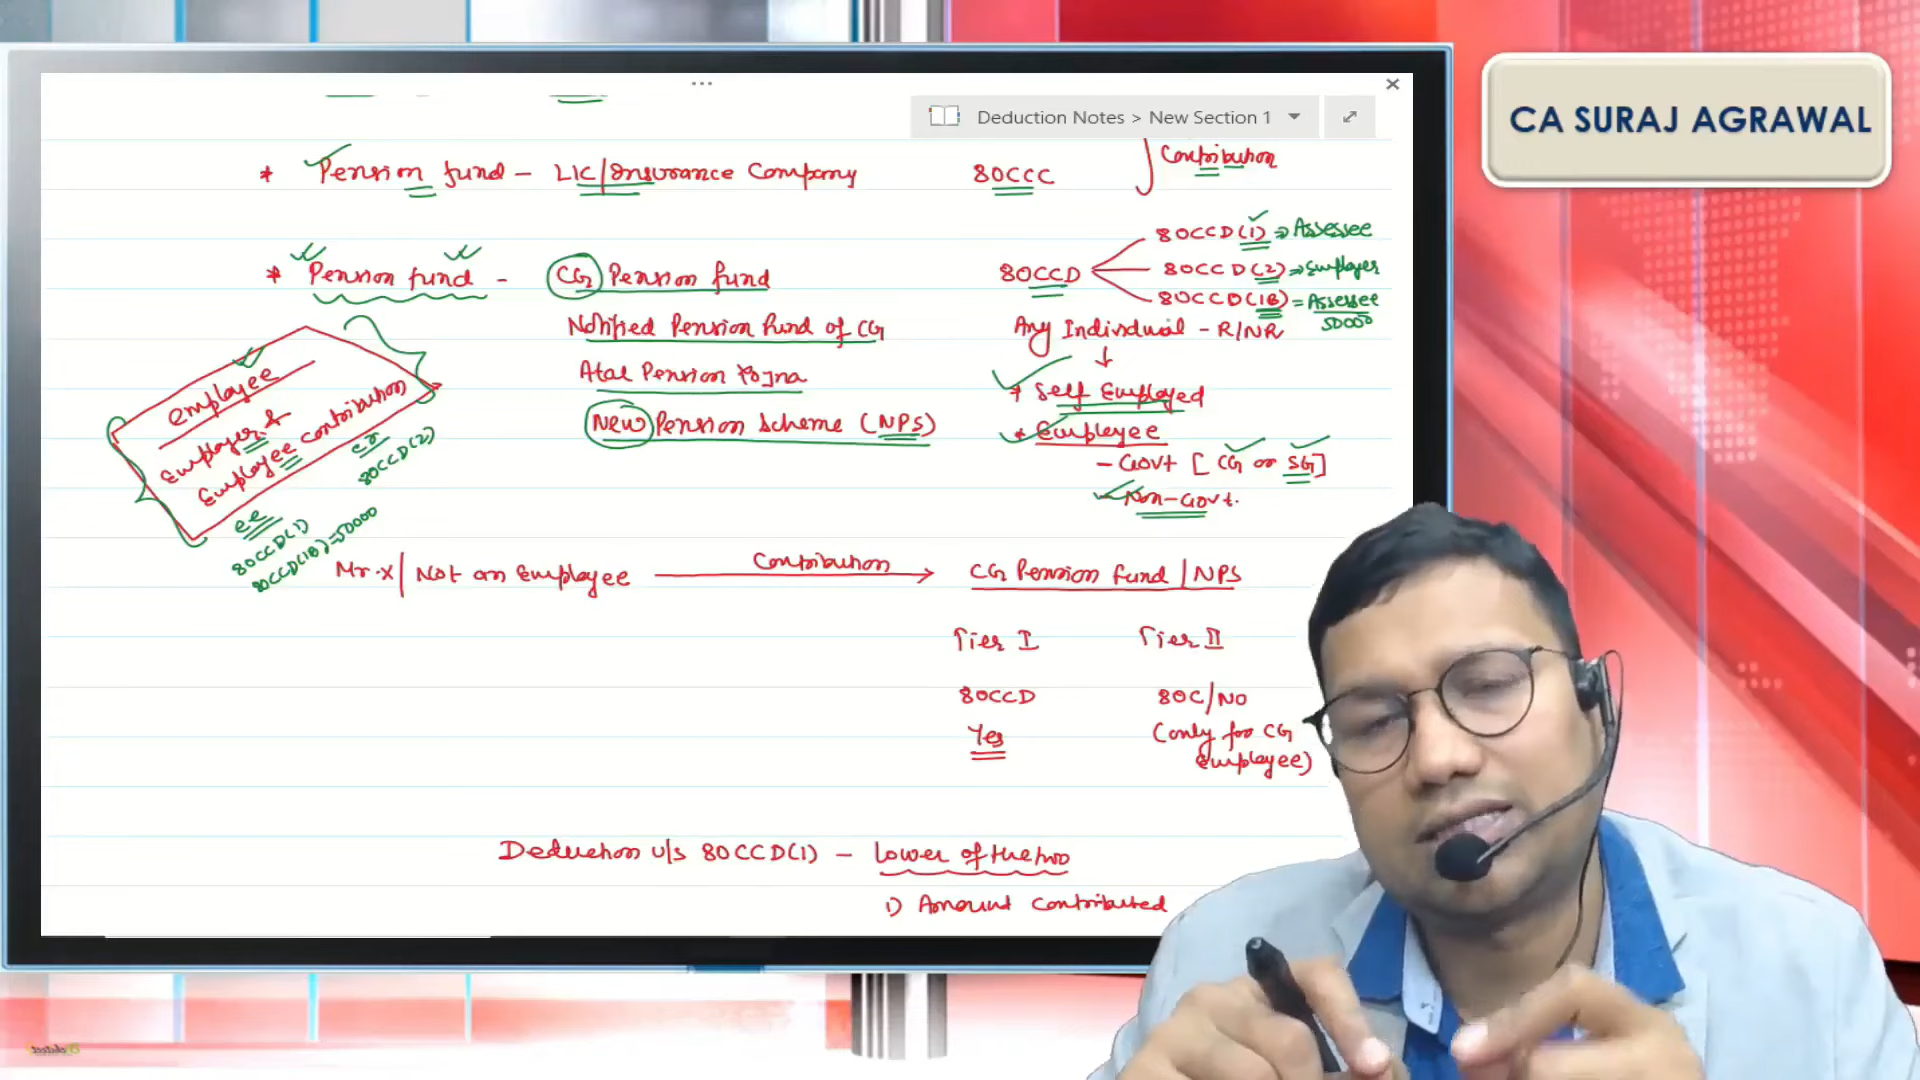 CA SURAJ AGRAWAL
Deduction Notes > New Section 1
Contribution
* Pension fund - LIC/Insurance Company 80CCC
80CCD(1) => Assessee
* Pension fund - CG Pension fund 80CCD 80CCD(2) => Employer
80CCD(1B) = Assessee
50000
Notified Pension Fund of CG Any Individual - R/NR
Atal Pension Yojna
* Self Employed
New Pension Scheme (NPS) * Employee
- Govt [CG or SG]
- Non-Govt.
Employee
Employer &
Employee contribution
er
80CCD(2)
ee
80CCD(1)
80CCD(1B) = 50000
Mr. X | Not an Employee Contribution CG Pension Fund | NPS
Tier I Tier II
80CCD 80C/No
Yes (only for CG
employee)
Deduction u/s 80CCD(1) - Lower of the two
1) Amount contributed